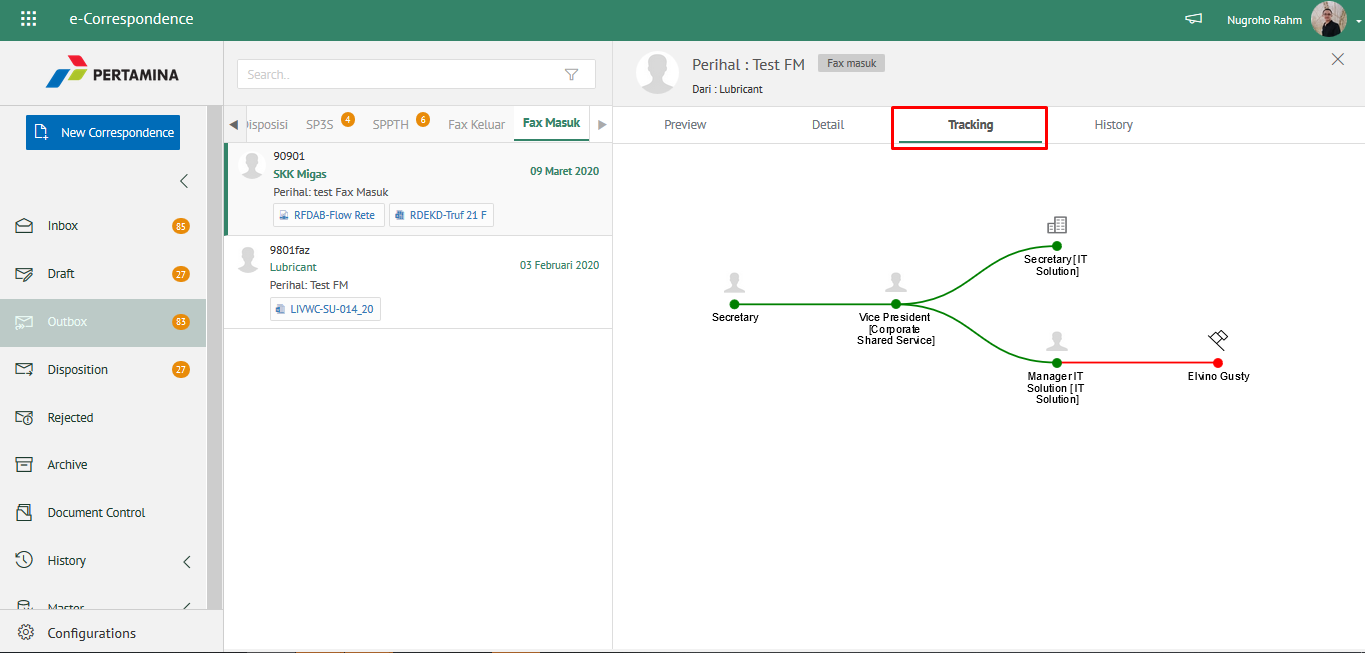 e-Correspondence
Nugroho Rahm
PERTAMINA
New Correspondence
Inbox 85
Draft 27
Outbox 83
Disposition 27
Rejected
Archive
Document Control
History
Master
Configurations
Search..
isposisi SP3S 4 SPPTH 6 Fax Keluar Fax Masuk
90901
SKK Migas 09 Maret 2020
Perihal: test Fax Masuk
RFDAB-Flow Rete RDEKD-Truf 21 F
9801faz
Lubricant 03 Februari 2020
Perihal: Test FM
LIVWC-SU-014_20
Perihal : Test FM Fax masuk
Dari : Lubricant
Preview Detail Tracking History
Secretary[IT
Solution]
Secretary
Vice President
[Corporate
Shared Service]
Manager IT
Solution [IT
Solution]
Elvino Gusty